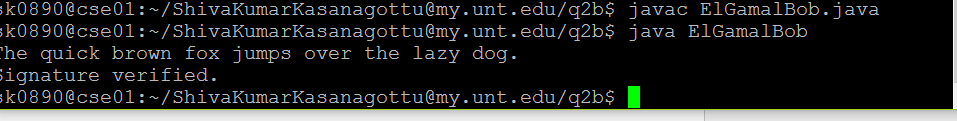 sk0890@cse01:~/ShivaKumarKasanagottu@my.unt.edu/q2b$ javac ElGamalBob.java
sk0890@cse01:~/ShivaKumarKasanagottu@my.unt.edu/q2b$ java ElGamalBob
The quick brown fox jumps over the lazy dog.
Signature verified.
sk0890@cse01:~/ShivaKumarKasanagottu@my.unt.edu/q2b$